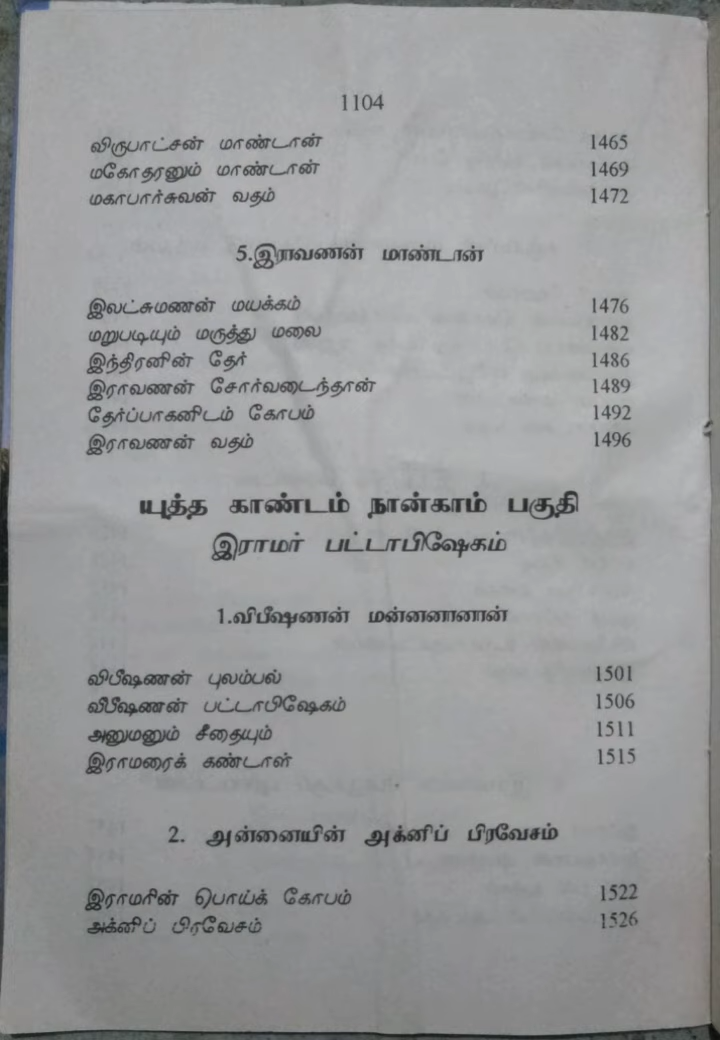 1104
விருபாட்சன் மாண்டான் 1465
மகோதரனும் மாண்டான் 1469
மகாபார்சுவன் வதம் 1472
5.இராவணன் மாண்டான்
இலட்சுமணன் மயக்கம் 1476
மறுபடியும் மருத்து மலை 1482
இந்திரனின் தேர் 1486
இராவணன் சோர்வடைந்தான் 1489
தேர்ப்பாகனிடம் கோபம் 1492
இராவணன் வதம் 1496
யுத்த காண்டம் நான்காம் பகுதி
இராமர் பட்டாபிஷேகம்
1.விபீஷணன் மன்னனானான்
விபீஷணன் புலம்பல் 1501
வீபீஷணன் பட்டாபிஷேகம் 1506
அனுமனும் சீதையும் 1511
இராமரைக் கண்டாள் 1515
2. அன்னையின் அக்னிப் பிரவேசம்
இராமரின் பொய்க் கோபம் 1522
அக்னிப் பிரவேசம் 1526